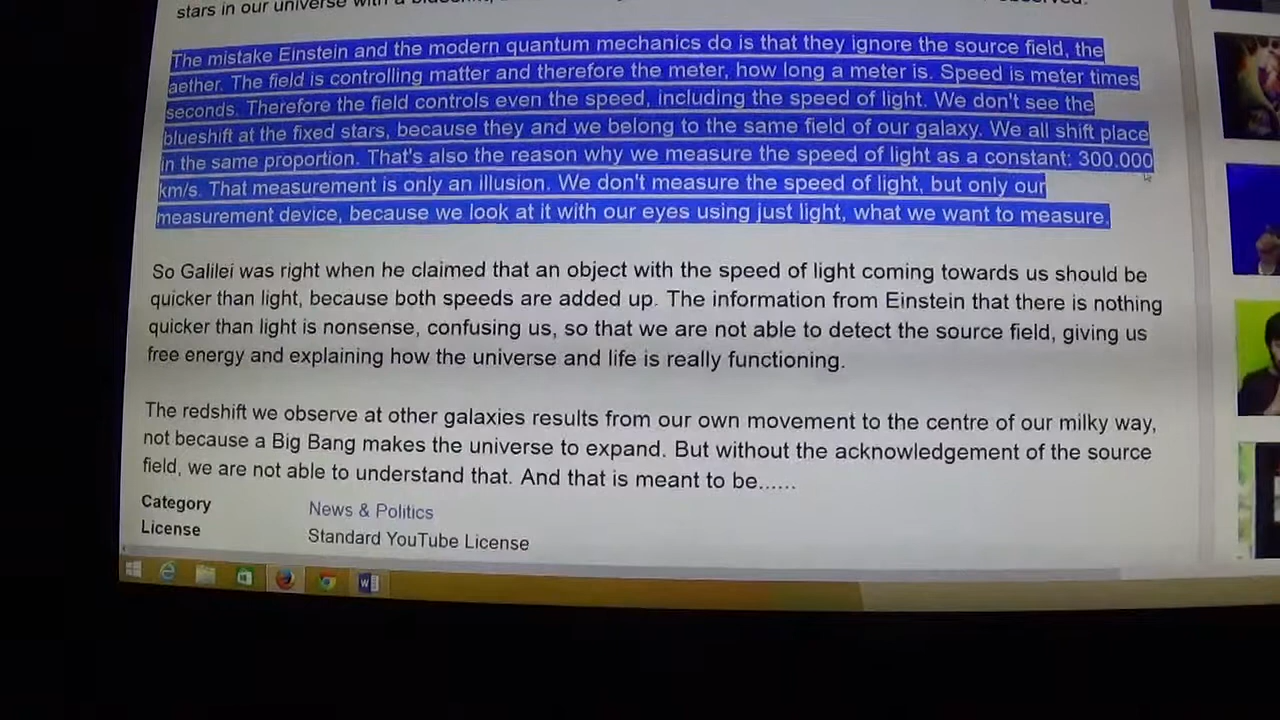 stars in our universe with a
The mistake Einstein and the modern quantum mechanics do is that they ignore the source field, the
aether. The field is controlling matter and therefore the meter, how long a meter is. Speed is meter times
seconds. Therefore the field controls even the speed, including the speed of light. We don't see the
blueshift at the fixed stars, because they and we belong to the same field of our galaxy. We all shift place
in the same proportion. That's also the reason why we measure the speed of light as a constant: 300,000
km/s. That measurement is only an illusion. We don't measure the speed of light, but only our
measurement device, because we look at it with our eyes using just light, what we want to measure.
So Galilei was right when he claimed that an object with the speed of light coming towards us should be
quicker than light, because both speeds are added up. The information from Einstein that there is nothing
quicker than light is nonsense, confusing us, so that we are not able to detect the source field, giving us
free energy and explaining how the universe and life is really functioning.
The redshift we observe at other galaxies results from our own movement to the centre of our milky way,
not because a Big Bang makes the universe to expand. But without the acknowledgement of the source
field, we are not able to understand that. And that is meant to be......
Category News & Politics
License Standard YouTube License